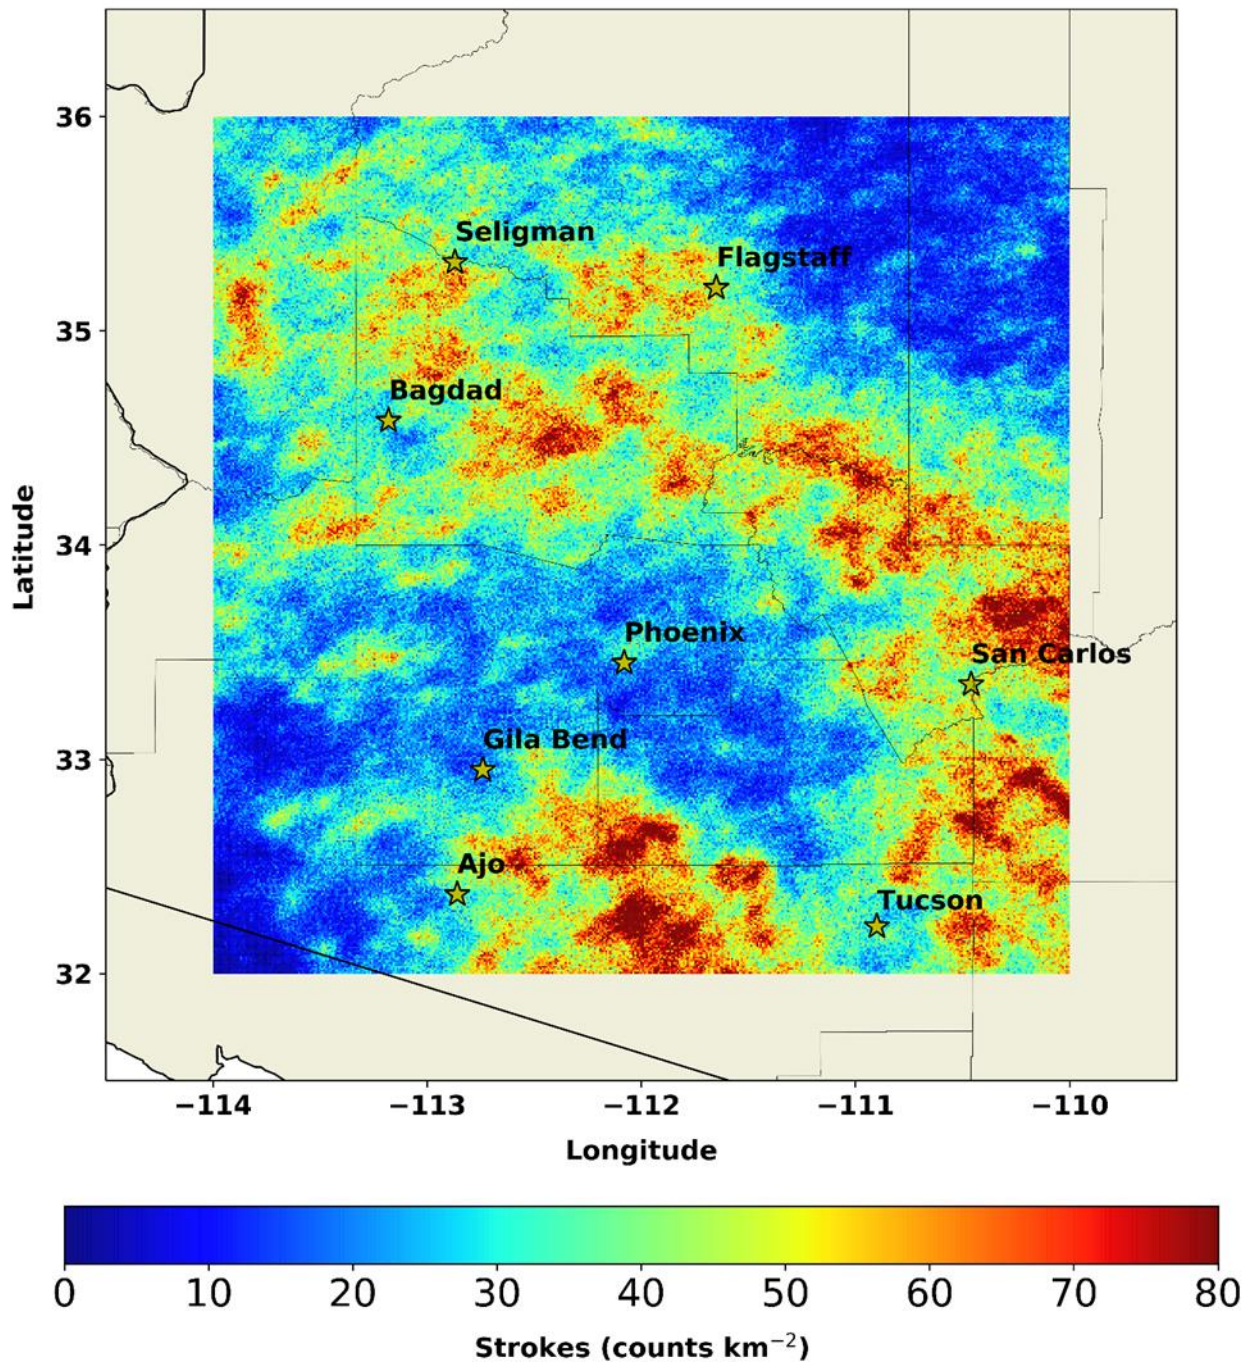 36
Seligman
Flagstaff
35
Bagdad
34
Latitude
Phoenix
San Carlos
33
Gila Bend
Ajo
Tucson
32
−114 −113 −112 −111 −110
Longitude
0 10 20 30 40 50 60 70 80
Strokes (counts km⁻²)